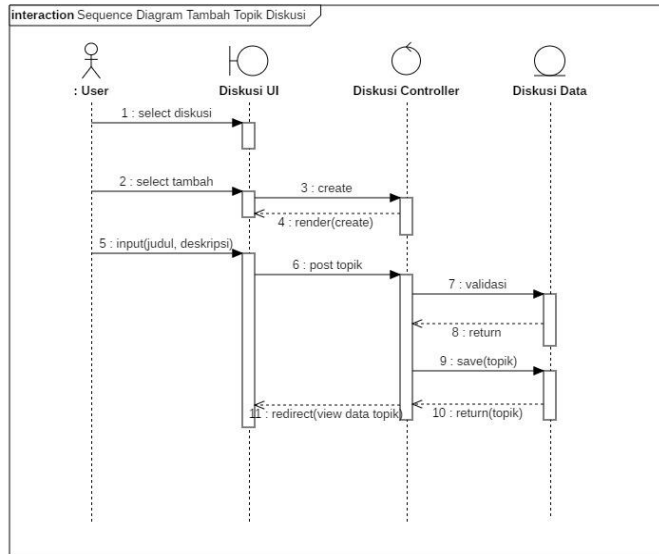 interaction Sequence Diagram Tambah Topik Diskusi
: User
Diskusi UI
Diskusi Controller
Diskusi Data
1 : select diskusi
2 : select tambah
3 : create
4 : render(create)
5 : input(judul, deskripsi)
6 : post topik
7 : validasi
8 : return
9 : save(topik)
10 : return(topik)
11 : redirect(view data topik)